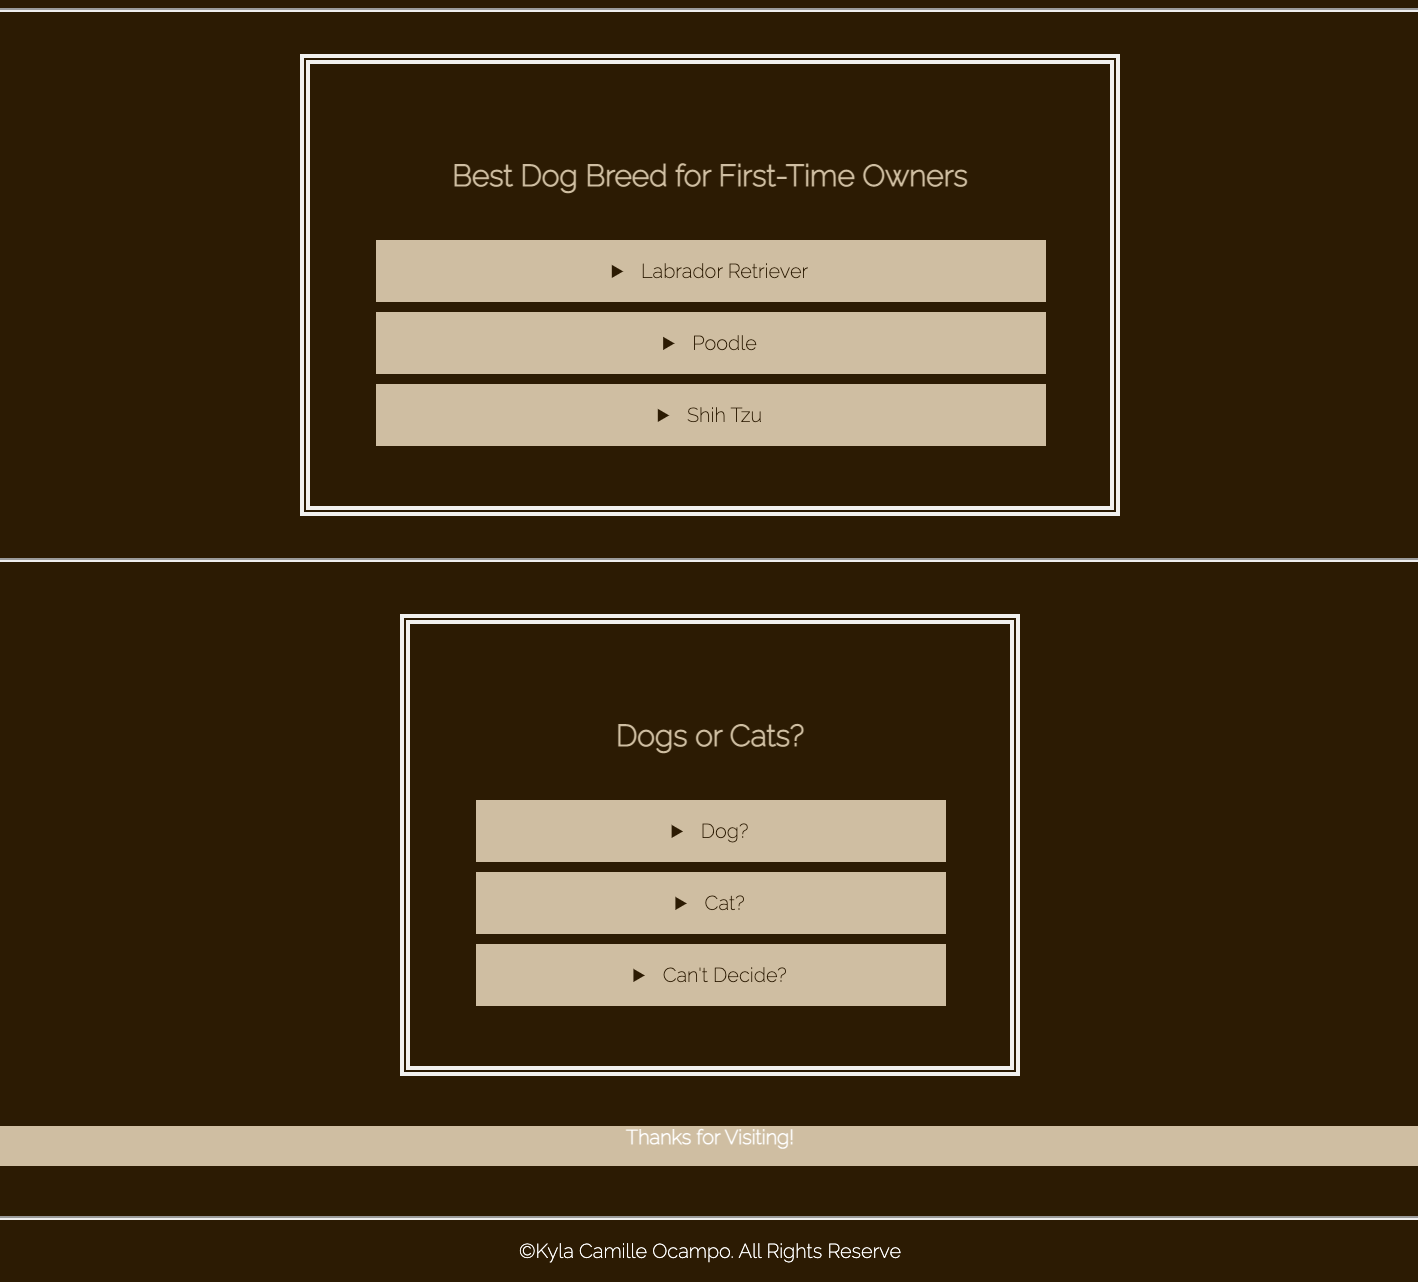 Best Dog Breed for First-Time Owners
Labrador Retriever
Poodle
Shih Tzu
Dogs or Cats?
Dog?
Cat?
Can't Decide?
Thanks for Visiting!
©Kyla Camille Ocampo. All Rights Reserve